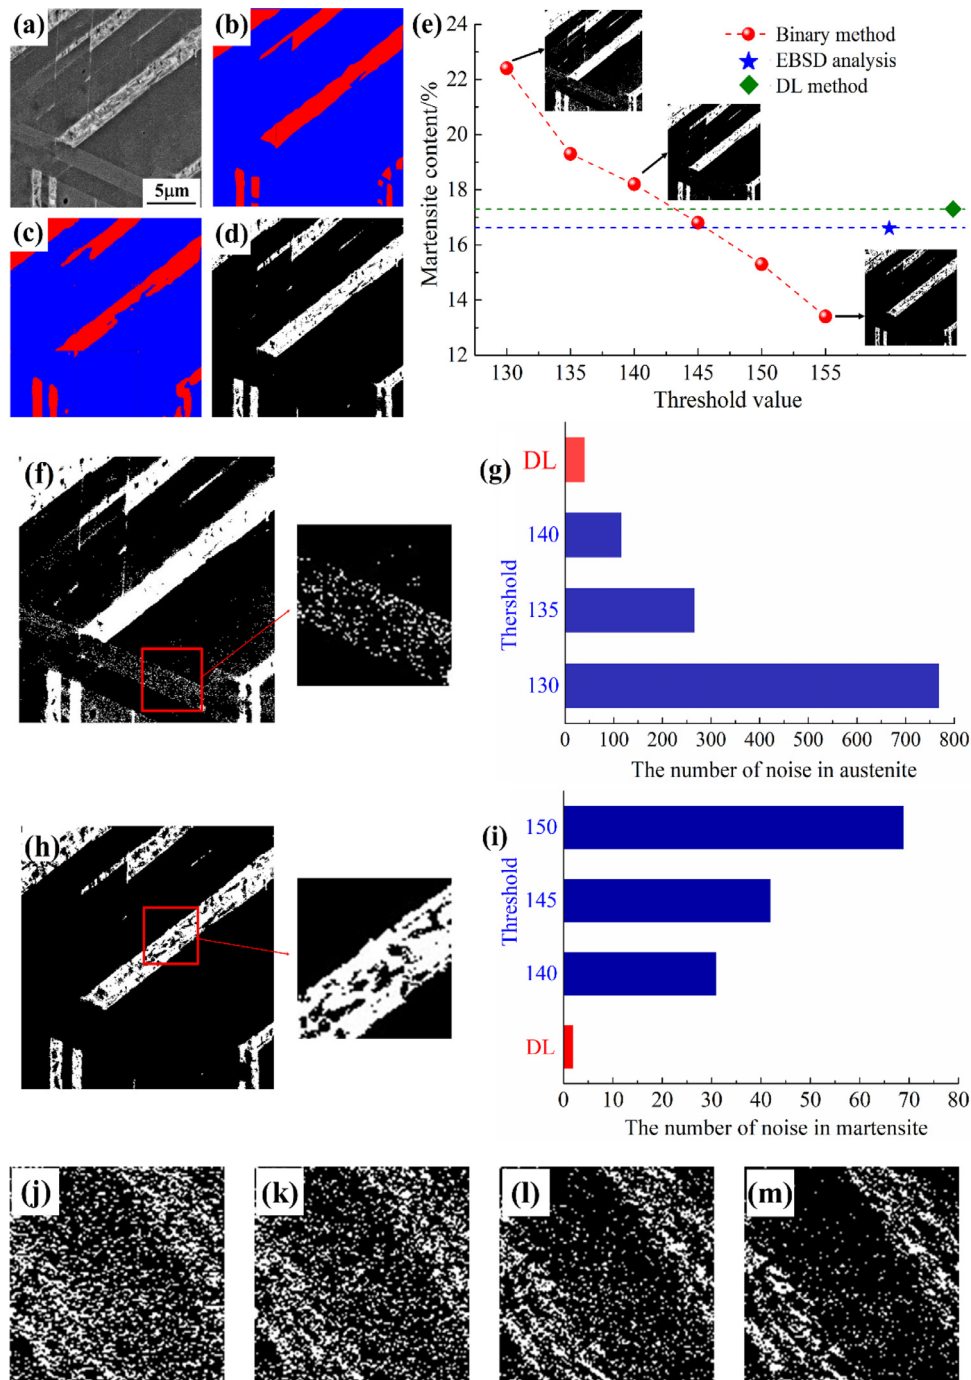 (a)
5μm
(b)
(c)
(d)
(e)
24
22
20
18
16
14
12
Martensite content/%
Binary method
EBSD analysis
DL method
130 135 140 145 150 155
Threshold value
(f)
(g)
DL
140
135
130
Thershold
0 100 200 300 400 500 600 700 800
The number of noise in austenite
(h)
(i)
150
145
140
DL
Threshold
0 10 20 30 40 50 60 70 80
The number of noise in martensite
(j)
(k)
(l)
(m)